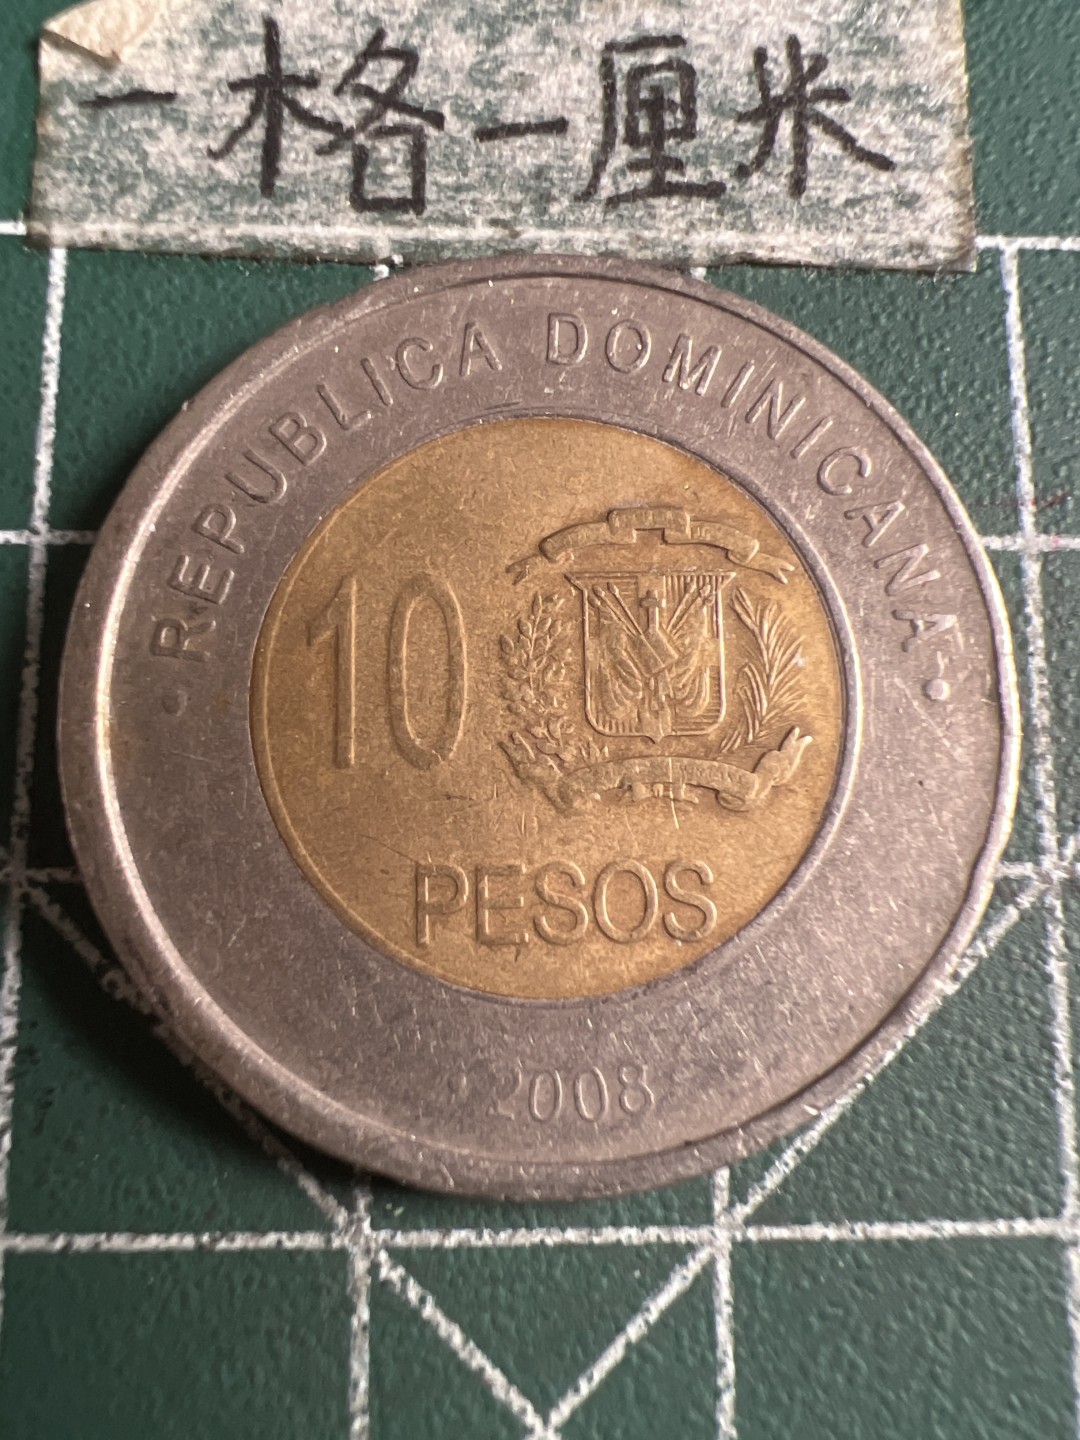 一格一厘米
REPUBLICA DOMINICANA
10
PESOS
2008